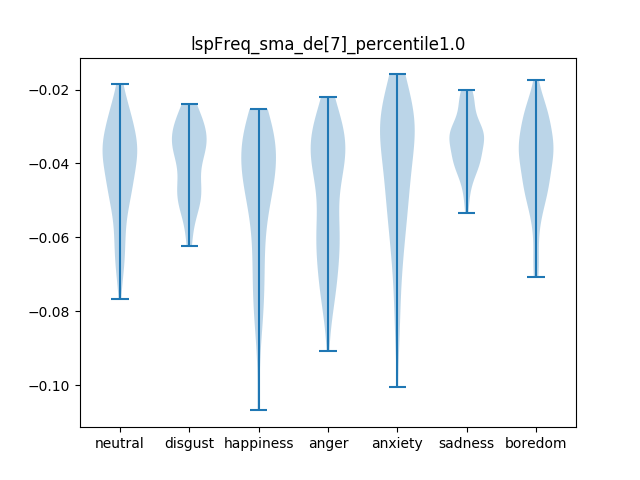 lspFreq_sma_de[7]_percentile1.0
−0.02
−0.04
−0.06
−0.08
−0.10
neutral disgust happiness anger anxiety sadness boredom